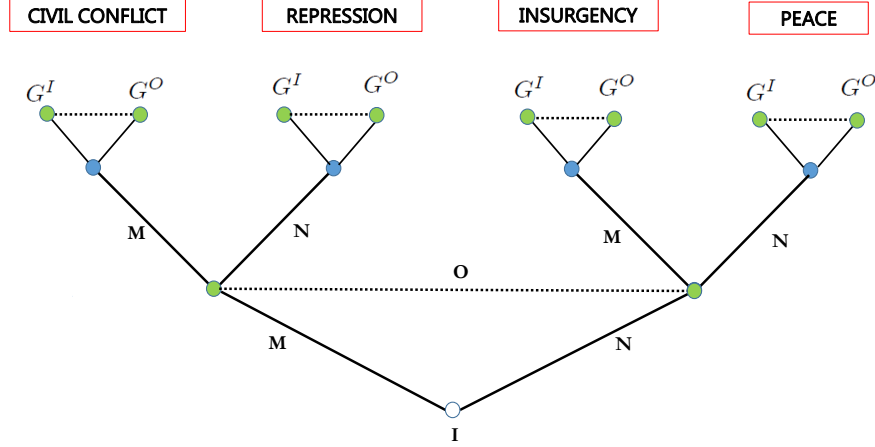 CIVIL CONFLICT
REPRESSION
INSURGENCY
PEACE
G^I
G^O
G^I
G^O
G^I
G^O
G^I
G^O
M
N
M
N
O
M
N
I